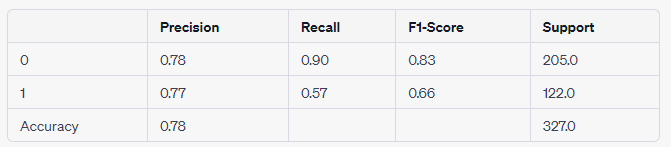 Precision Recall F1-Score Support
0 0.78 0.90 0.83 205.0
1 0.77 0.57 0.66 122.0
Accuracy 0.78 327.0